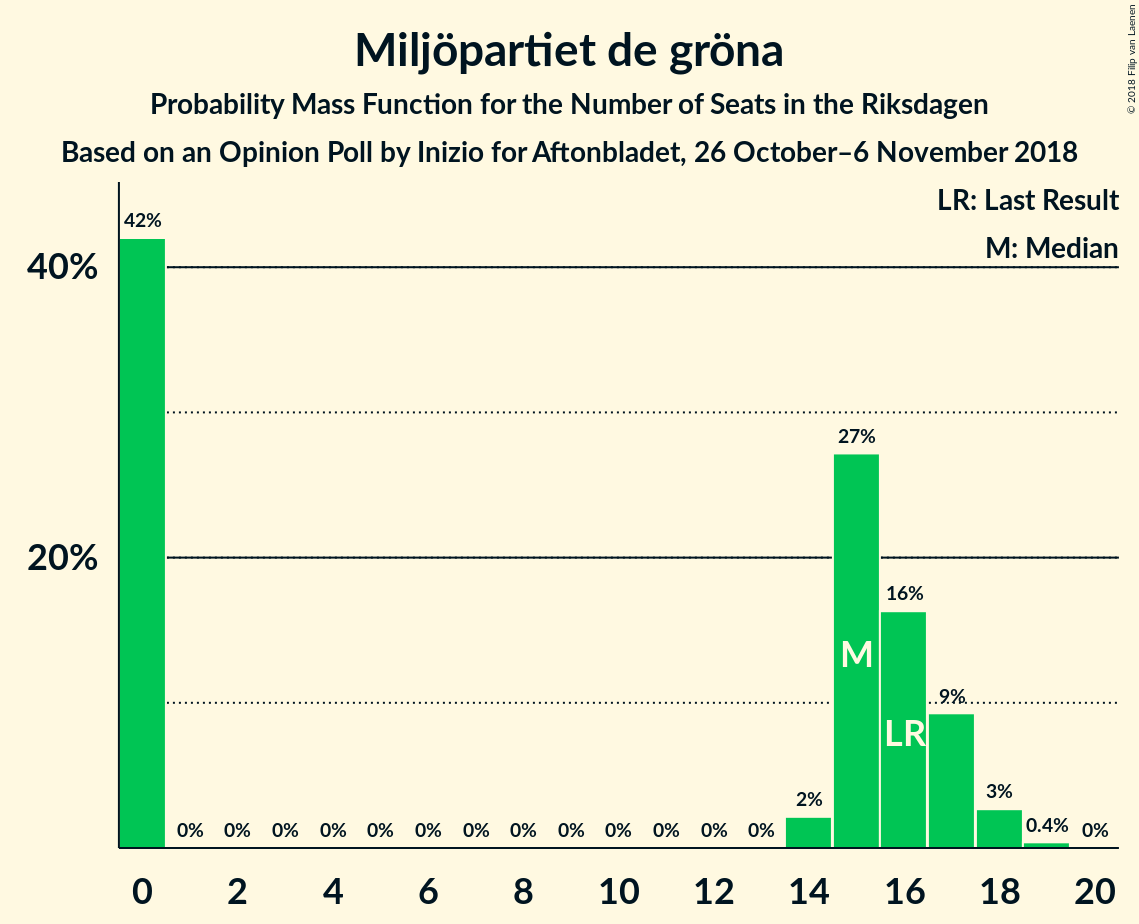 Miljöpartiet de gröna
Probability Mass Function for the Number of Seats in the Riksdagen
Based on an Opinion Poll by Inizio for Aftonbladet, 26 October–6 November 2018
© 2018 Filip van Laenen
LR: Last Result
M: Median
40%
20%
42%
0%
0%
0%
0%
0%
0%
0%
0%
0%
0%
0%
0%
0%
2%
27%
16%
9%
3%
0.4%
0%
M
LR
0 2 4 6 8 10 12 14 16 18 20